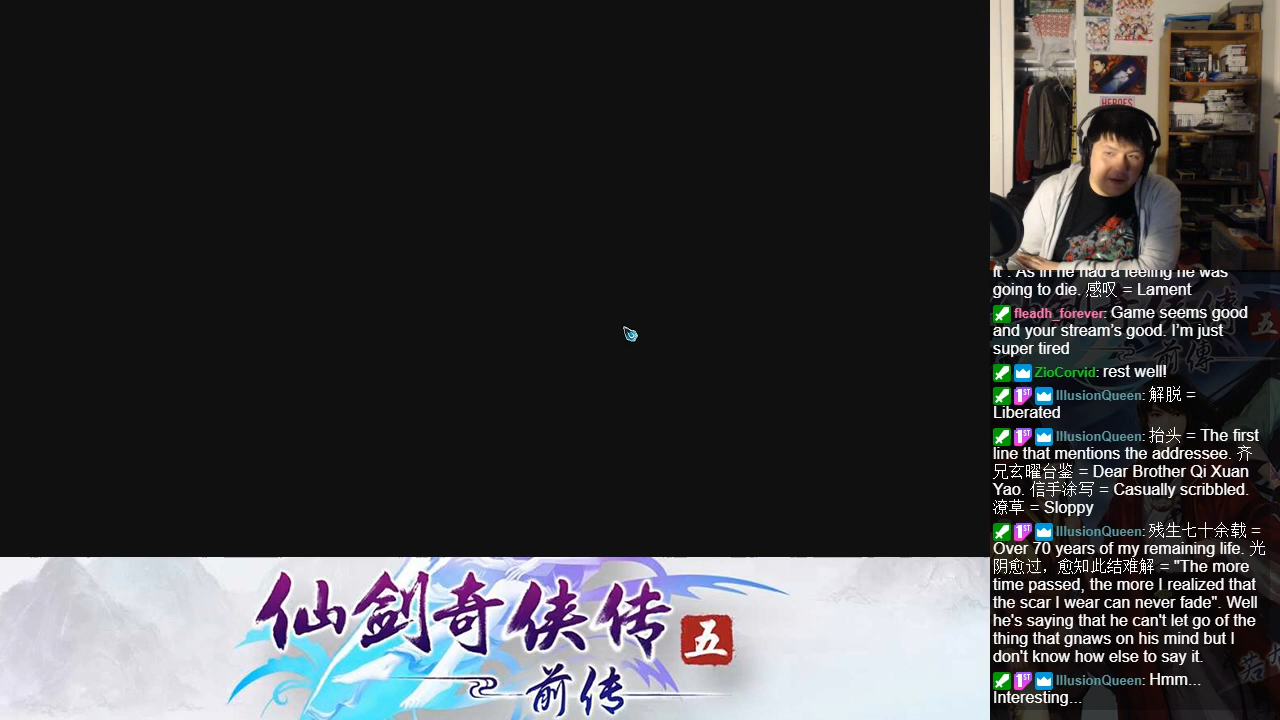 HEROES
it". As in he had a feeling he was
going to die. 感叹 = Lament
fleadh_forever: Game seems good
and your stream's good. I'm just
super tired
ZioCorvid: rest well!
1ST IllusionQueen: 解脱 =
Liberated
1ST IllusionQueen: 抬头 = The first
line that mentions the addressee. 齐
兄玄曜台鉴 = Dear Brother Qi Xuan
Yao. 信手涂写 = Casually scribbled.
潦草 = Sloppy
1ST IllusionQueen: 残生七十余载 =
Over 70 years of my remaining life. 光
阴愈过，愈知此结难解 = "The more
time passed, the more I realized that
the scar I wear can never fade". Well
he's saying that he can't let go of the
thing that gnaws on his mind but I
don't know how else to say it.
1ST IllusionQueen: Hmm...
Interesting...
仙剑奇侠传
五
前传